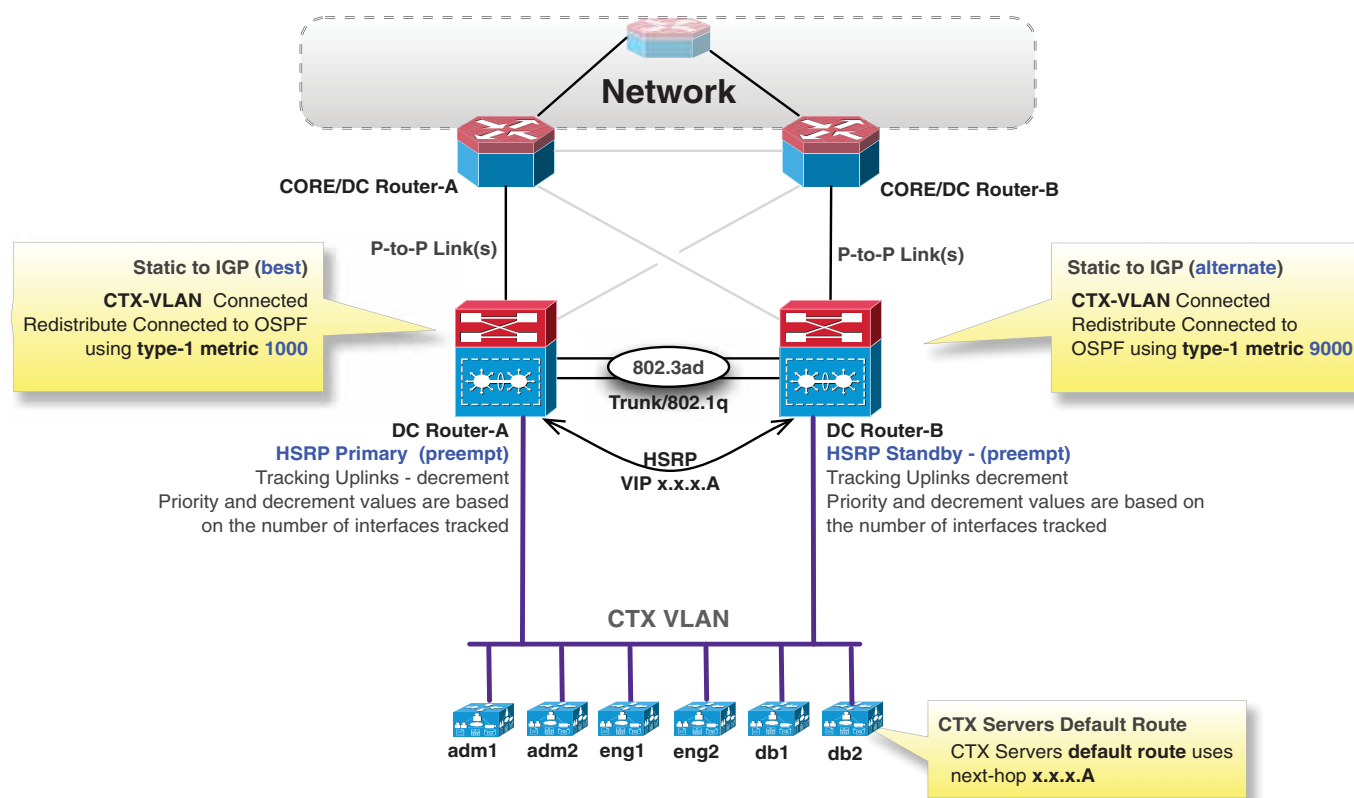 Network
CORE/DC Router-A
CORE/DC Router-B
P-to-P Link(s)
P-to-P Link(s)
Static to IGP (best)
CTX-VLAN Connected
Redistribute Connected to OSPF
using type-1 metric 1000
Static to IGP (alternate)
CTX-VLAN Connected
Redistribute Connected to
OSPF using type-1 metric 9000
802.3ad
Trunk/802.1q
DC Router-A
HSRP Primary (preempt)
Tracking Uplinks - decrement
Priority and decrement values are based
on the number of interfaces tracked
HSRP
VIP x.x.x.A
DC Router-B
HSRP Standby - (preempt)
Tracking Uplinks decrement
Priority and decrement values are based on
the number of interfaces tracked
CTX VLAN
adm1
adm2
eng1
eng2
db1
db2
CTX Servers Default Route
CTX Servers default route uses
next-hop x.x.x.A